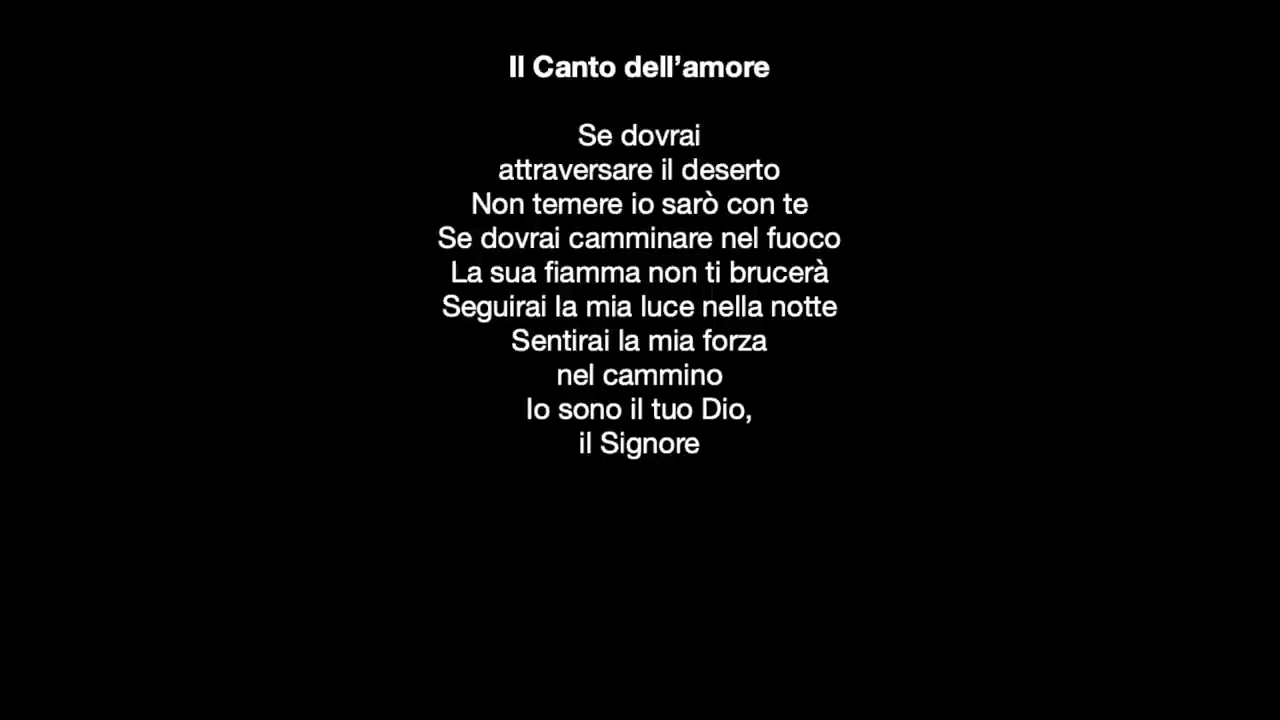 Il Canto dell’amore
Se dovrai
attraversare il deserto
Non temere io sarò con te
Se dovrai camminare nel fuoco
La sua fiamma non ti brucerà
Seguirai la mia luce nella notte
Sentirai la mia forza
nel cammino
Io sono il tuo Dio,
il Signore